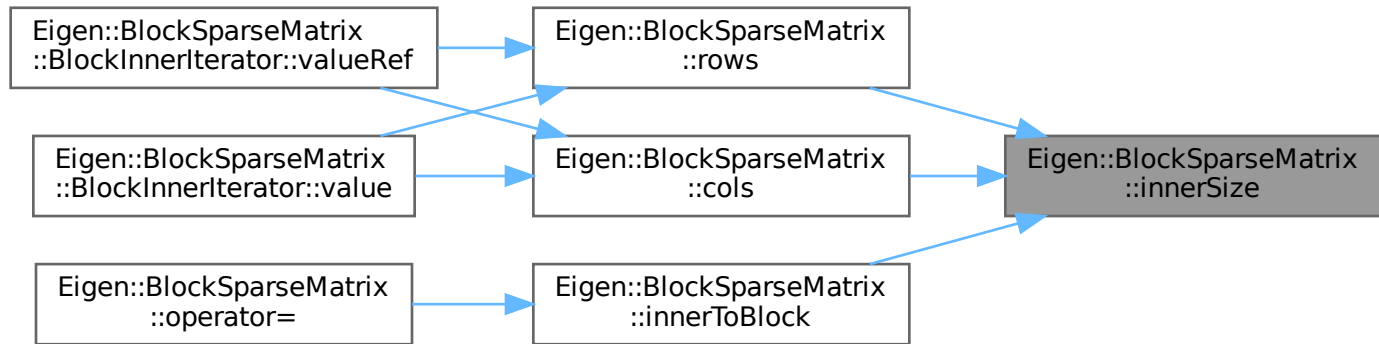 Eigen::BlockSparseMatrix
::BlockInnerIterator::valueRef
Eigen::BlockSparseMatrix
::rows
Eigen::BlockSparseMatrix
::BlockInnerIterator::value
Eigen::BlockSparseMatrix
::cols
Eigen::BlockSparseMatrix
::innerSize
Eigen::BlockSparseMatrix
::operator=
Eigen::BlockSparseMatrix
::innerToBlock